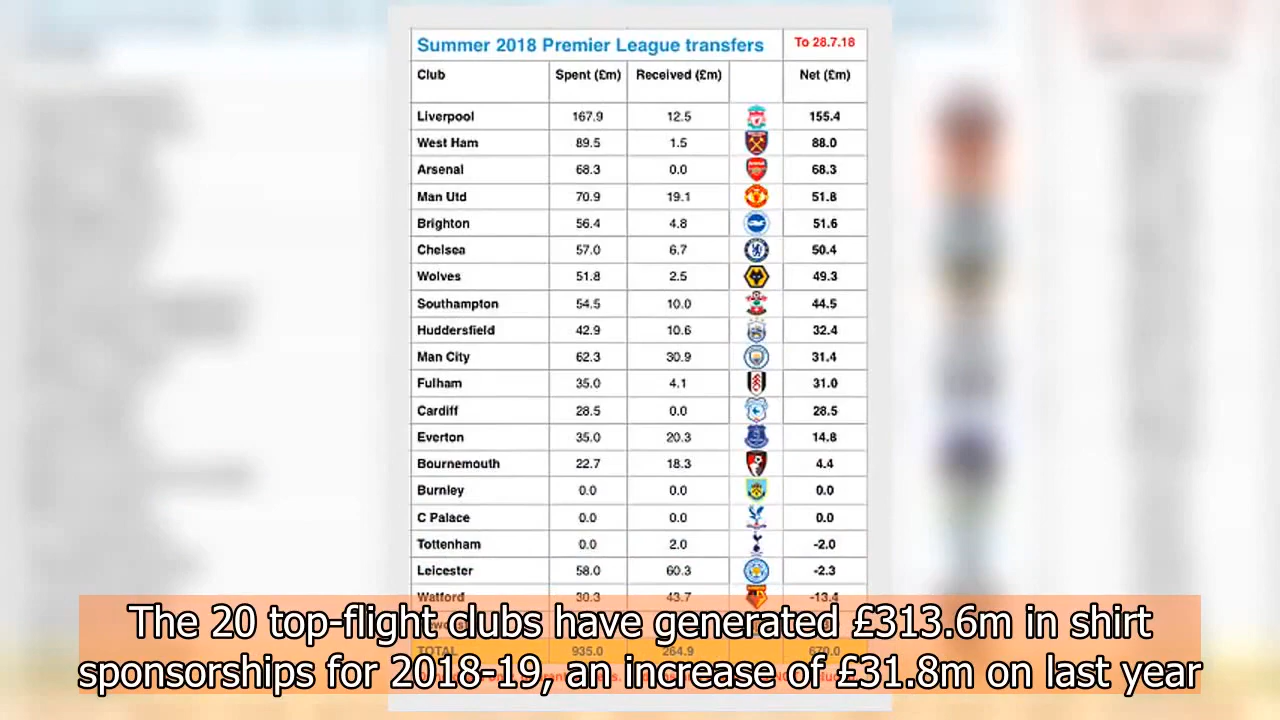 Summer 2018 Premier League transfers To 28.7.18
Club Spent (£m) Received (£m) Net (£m)
Liverpool 167.9 12.5 155.4
West Ham 89.5 1.5 88.0
Arsenal 68.3 0.0 68.3
Man Utd 70.9 19.1 51.8
Brighton 56.4 4.8 51.6
Chelsea 57.0 6.7 50.4
Wolves 51.8 2.5 49.3
Southampton 54.5 10.0 44.5
Huddersfield 42.9 10.6 32.4
Man City 62.3 30.9 31.4
Fulham 35.0 4.1 31.0
Cardiff 28.5 0.0 28.5
Everton 35.0 20.3 14.8
Bournemouth 22.7 18.3 4.4
Burnley 0.0 0.0 0.0
C Palace 0.0 0.0 0.0
Tottenham 0.0 2.0 -2.0
Leicester 58.0 60.3 -2.3
Watford 30.3 43.7 -13.4
The 20 top-flight clubs have generated £313.6m in shirt
TOTAL 935.0 264.9 670.0
sponsorships for 2018-19, an increase of £31.8m on last year